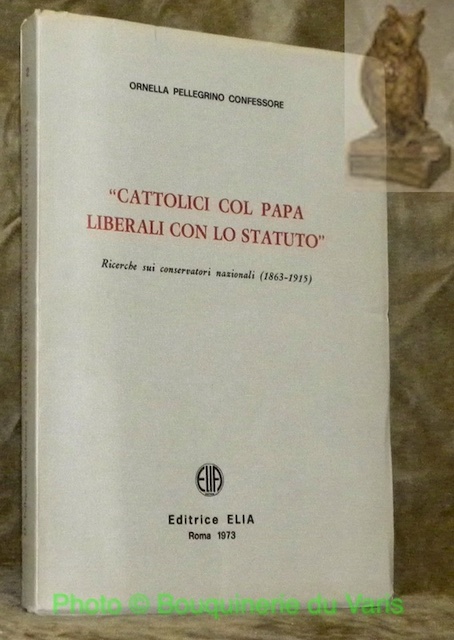 ORNELLA PELLEGRINO CONFESSORE
"CATTOLICI COL PAPA
LIBERALI CON LO STATUTO"
Ricerche sui conservatori nazionali (1863-1915)
ELIA
Editrice ELIA
Roma 1973
Photo © Bouquinerie du Varis